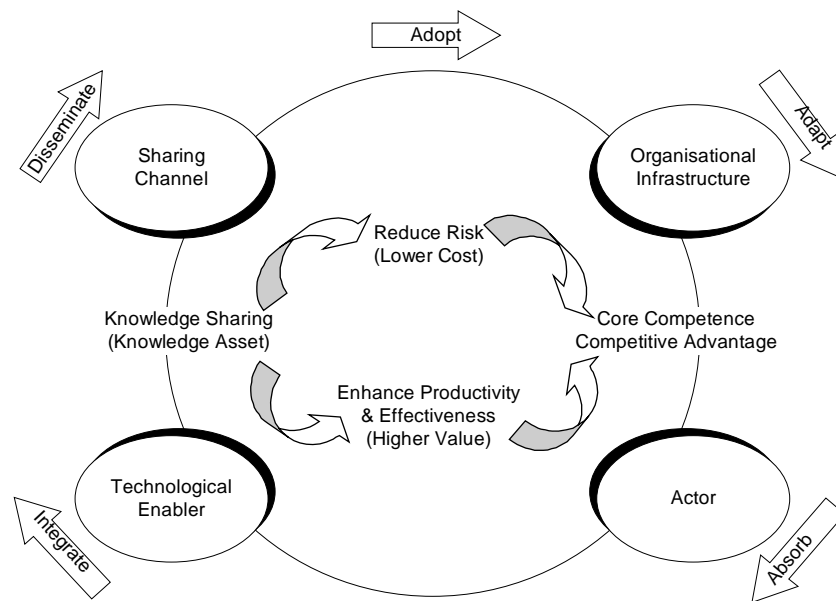 Adopt
Disseminate
Adapt
Sharing
Channel
Organisational
Infrastructure
Reduce Risk
(Lower Cost)
Knowledge Sharing
(Knowledge Asset)
Core Competence
Competitive Advantage
Enhance Productivity
& Effectiveness
(Higher Value)
Technological
Enabler
Actor
Integrate
Absorb